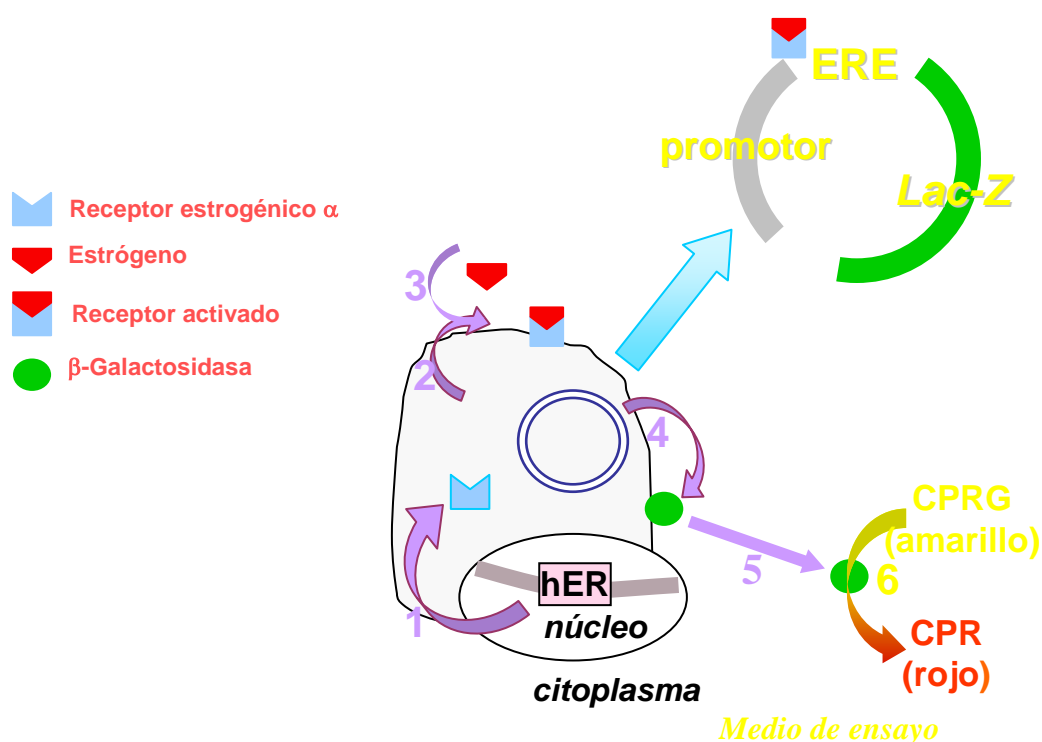 ERE
promotor
Lac-Z
Receptor estrogénico α
Estrógeno
Receptor activado
β-Galactosidasa
3
2
4
CPRG
(amarillo)
5
6
hER
1
núcleo
CPR
(rojo)
citoplasma
Medio de ensayo